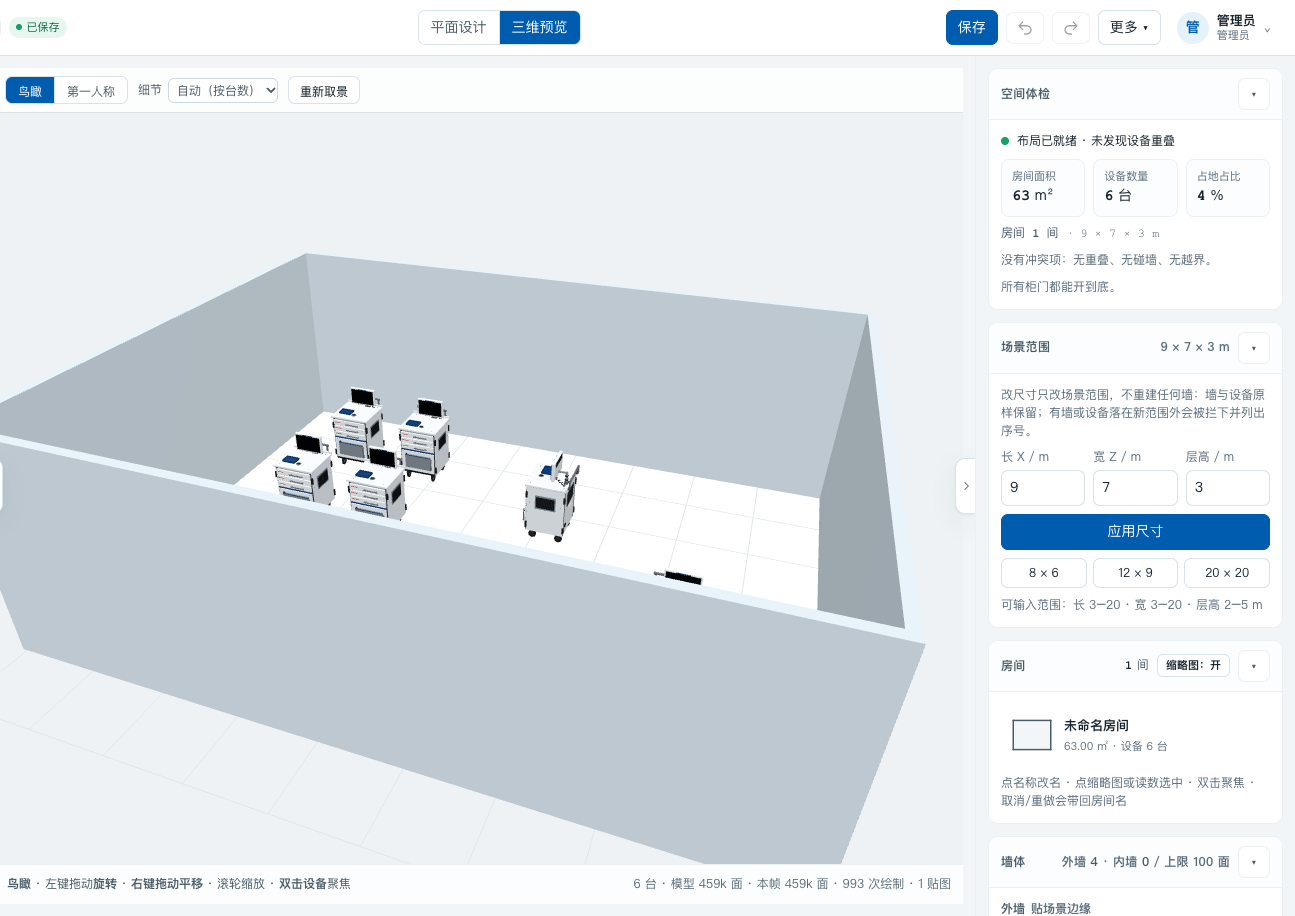 已保存
平面设计 三维预览
保存 更多 管 管理员
管理员
鸟瞰 第一人称 细节 自动（按台数） 重新取景
空间体检
布局已就绪 · 未发现设备重叠
房间面积 设备数量 占地占比
63 m² 6 台 4 %
房间 1 间 · 9 × 7 × 3 m
没有冲突项：无重叠、无碰墙、无越界。
所有柜门都能开到底。
场景范围 9 × 7 × 3 m
改尺寸只改场景范围，不重建任何墙：墙与设备原
样保留；有墙或设备落在新范围外会被拦下并列出
序号。
长 X / m 宽 Z / m 层高 / m
9 7 3
应用尺寸
8 × 6 12 × 9 20 × 20
可输入范围：长 3—20 · 宽 3—20 · 层高 2—5 m
房间 1 间 缩略图：开
未命名房间
63.00 ㎡ · 设备 6 台
点名称改名 · 点缩略图或读数选中 · 双击聚焦 ·
取消/重做会带回房间名
墙体 外墙 4 · 内墙 0 / 上限 100 面
外墙 贴场景边缘
鸟瞰 · 左键拖动旋转 · 右键拖动平移 · 滚轮缩放 · 双击设备聚焦
6 台 · 模型 459k 面 · 本帧 459k 面 · 993 次绘制 · 1 贴图